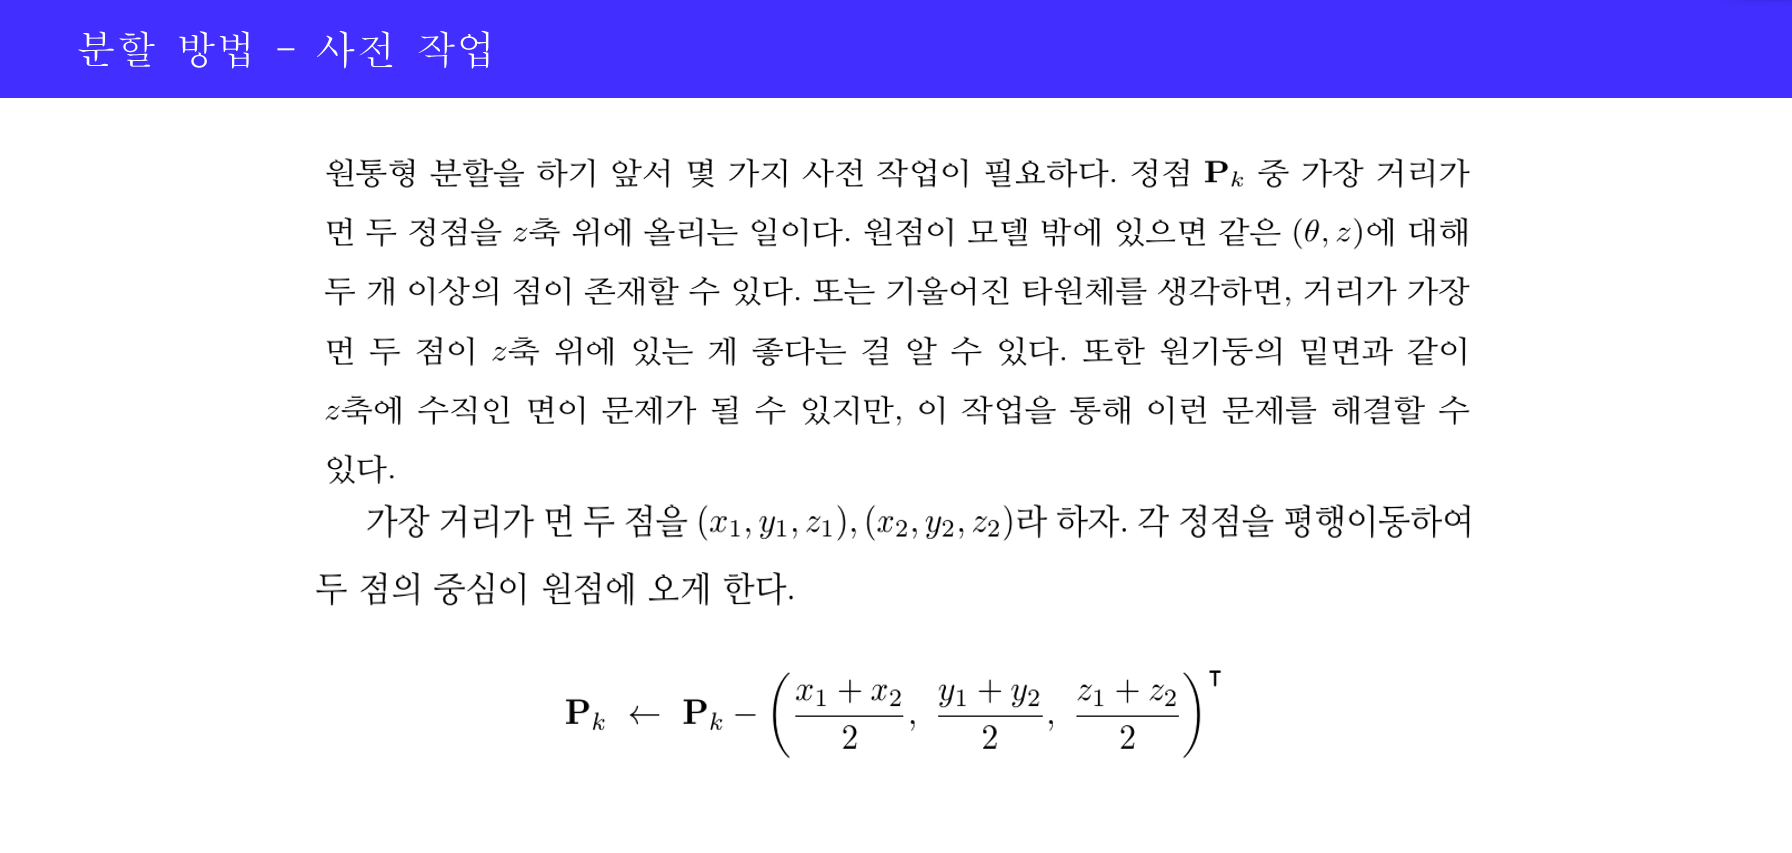 분할 방법 - 사전 작업
원통형 분할을 하기 앞서 몇 가지 사전 작업이 필요하다. 정점 P_k 중 가장 거리가
먼 두 정점을 z축 위에 올리는 일이다. 원점이 모델 밖에 있으면 같은 (θ, z)에 대해
두 개 이상의 점이 존재할 수 있다. 또는 기울어진 타원체를 생각하면, 거리가 가장
먼 두 점이 z축 위에 있는 게 좋다는 걸 알 수 있다. 또한 원기둥의 밑면과 같이
z축에 수직인 면이 문제가 될 수 있지만, 이 작업을 통해 이런 문제를 해결할 수
있다.
가장 거리가 먼 두 점을 (x₁, y₁, z₁), (x₂, y₂, z₂)라 하자. 각 정점을 평행이동하여
두 점의 중심이 원점에 오게 한다.
P_k ← P_k − ( (x₁ + x₂)/2, (y₁ + y₂)/2, (z₁ + z₂)/2 )^T